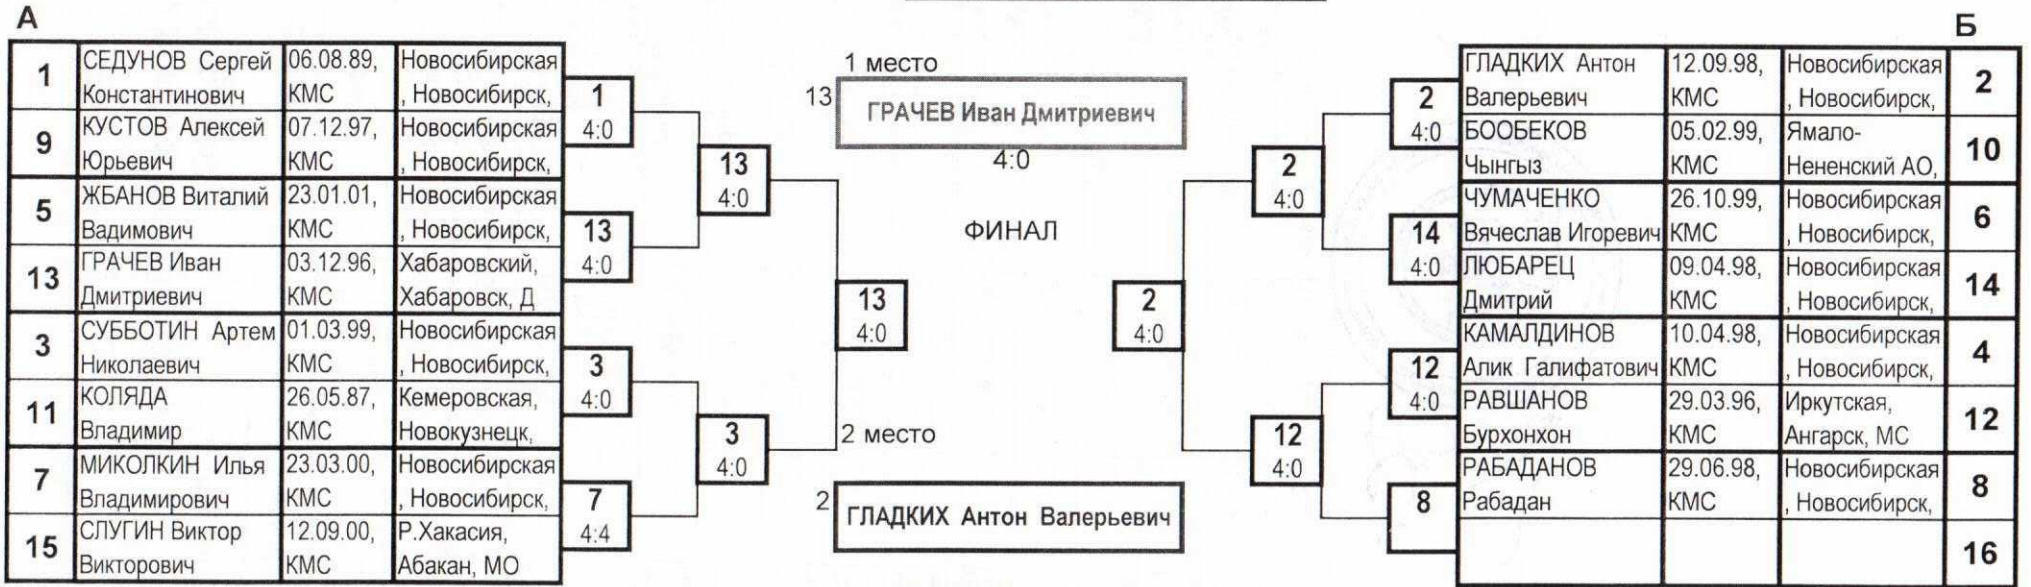 А
1
СЕДУНОВ Сергей Константинович
06.08.89, КМС
Новосибирская , Новосибирск,
9
КУСТОВ Алексей Юрьевич
07.12.97, КМС
Новосибирская , Новосибирск,
5
ЖБАНОВ Виталий Вадимович
23.01.01, КМС
Новосибирская , Новосибирск,
13
ГРАЧЕВ Иван Дмитриевич
03.12.96, КМС
Хабаровский, Хабаровск, Д
3
СУББОТИН Артем Николаевич
01.03.99, КМС
Новосибирская , Новосибирск,
11
КОЛЯДА Владимир
26.05.87, КМС
Кемеровская, Новокузнецк,
7
МИКОЛКИН Илья Владимирович
23.03.00, КМС
Новосибирская , Новосибирск,
15
СЛУГИН Виктор Викторович
12.09.00, КМС
Р.Хакасия, Абакан, МО
1
4:0
13
4:0
3
4:0
7
4:4
13
4:0
3
4:0
13
4:0
1 место
13
ГРАЧЕВ Иван Дмитриевич
4:0
ФИНАЛ
2 место
2
ГЛАДКИХ Антон Валерьевич
2
4:0
2
4:0
12
4:0
2
4:0
14
4:0
12
4:0
8
Б
ГЛАДКИХ Антон Валерьевич
12.09.98, КМС
Новосибирская , Новосибирск,
2
БООБЕКОВ Чынгыз
05.02.99, КМС
Ямало-Нененский АО,
10
ЧУМАЧЕНКО Вячеслав Игоревич
26.10.99, КМС
Новосибирская , Новосибирск,
6
ЛЮБАРЕЦ Дмитрий
09.04.98, КМС
Новосибирская , Новосибирск,
14
КАМАЛДИНОВ Алик Галифатович
10.04.98, КМС
Новосибирская , Новосибирск,
4
РАВШАНОВ Бурхонхон
29.03.96, КМС
Иркутская, Ангарск, МС
12
РАБАДАНОВ Рабадан
29.06.98, КМС
Новосибирская , Новосибирск,
8
16